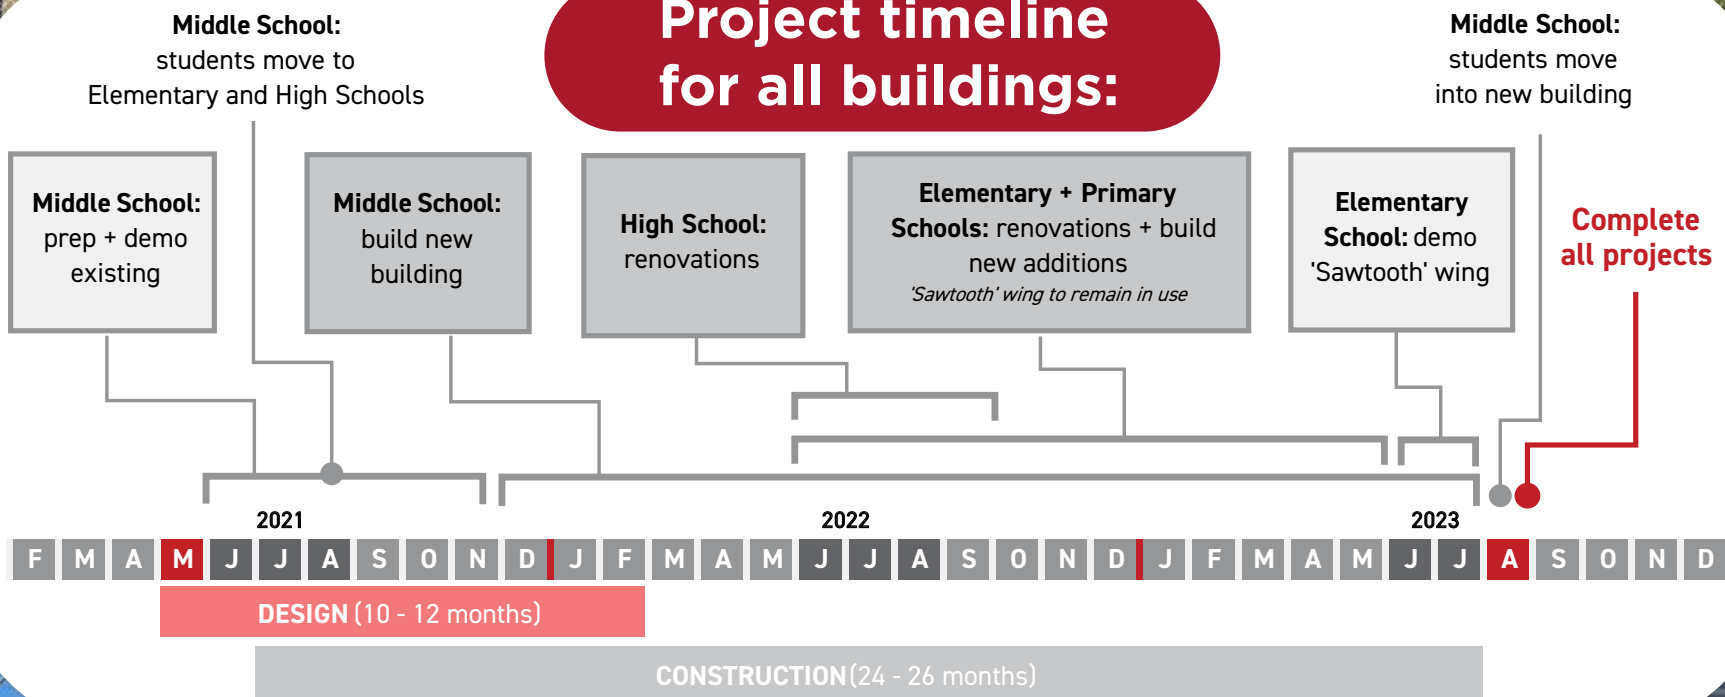 Project timeline
for all buildings:
Middle School:
students move to
Elementary and High Schools
Middle School:
students move
into new building
Middle School:
prep + demo
existing
Middle School:
build new
building
High School:
renovations
Elementary + Primary
Schools: renovations + build
new additions
'Sawtooth' wing to remain in use
Elementary
School: demo
'Sawtooth' wing
Complete
all projects
2021 2022 2023
F M A M J J A S O N D J F M A M J J A S O N D J F M A M J J A S O N D
DESIGN (10 - 12 months)
CONSTRUCTION (24 - 26 months)